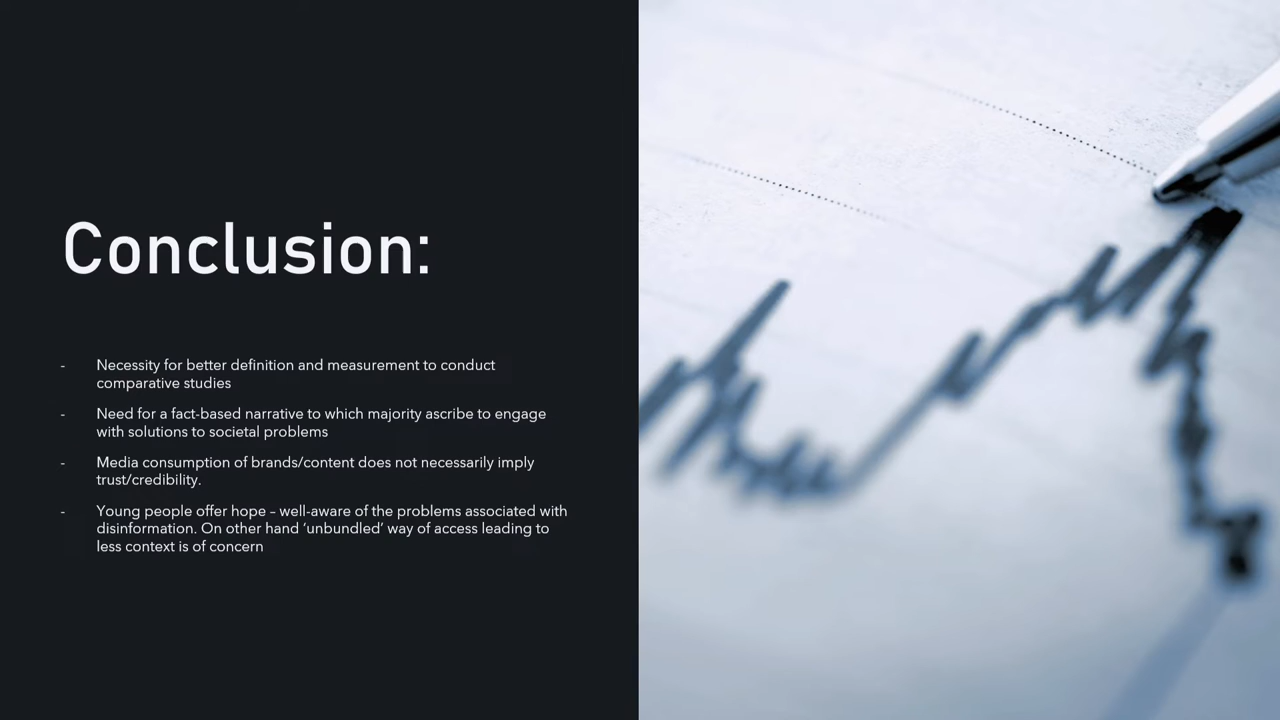 Conclusion:
- Necessity for better definition and measurement to conduct
comparative studies
- Need for a fact-based narrative to which majority ascribe to engage
with solutions to societal problems
- Media consumption of brands/content does not necessarily imply
trust/credibility.
- Young people offer hope – well-aware of the problems associated with
disinformation. On other hand ‘unbundled’ way of access leading to
less context is of concern